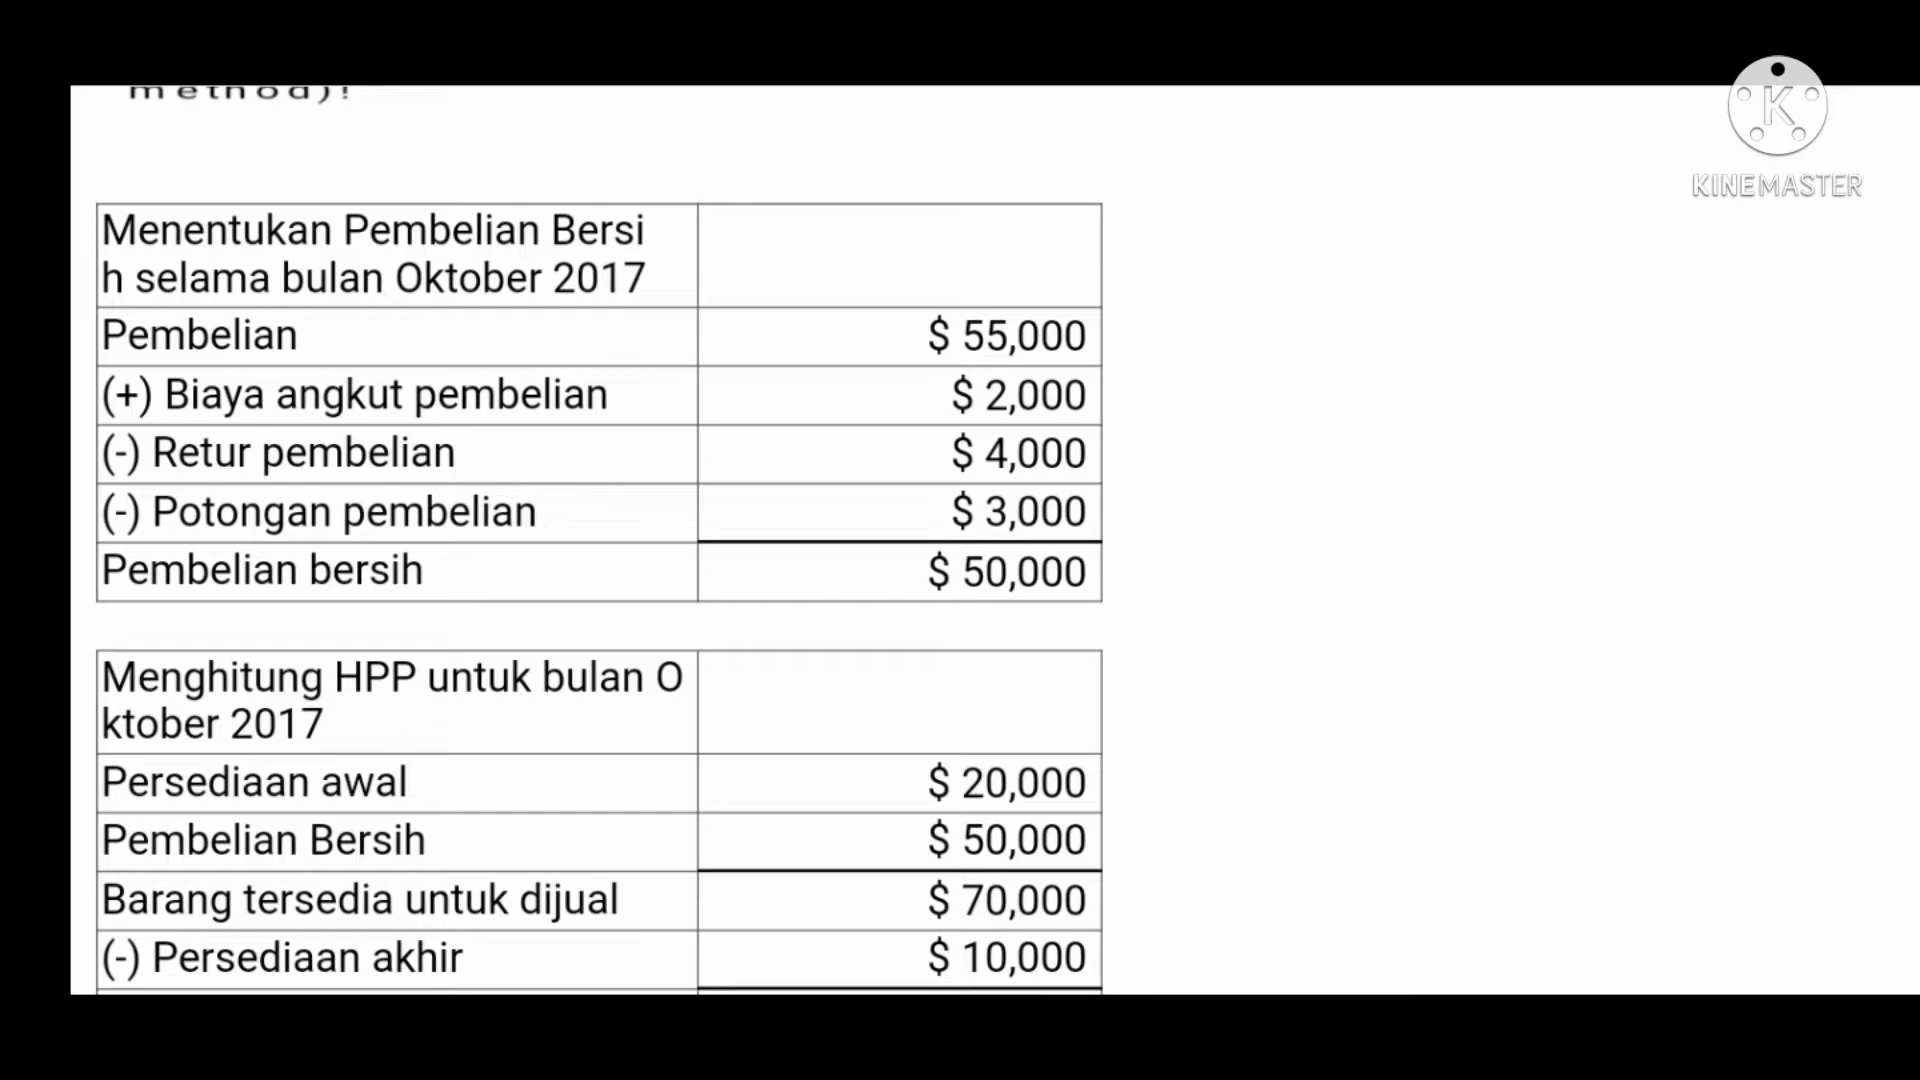 method)!
KINEMASTER
Menentukan Pembelian Bersi
h selama bulan Oktober 2017
Pembelian $ 55,000
(+) Biaya angkut pembelian $ 2,000
(-) Retur pembelian $ 4,000
(-) Potongan pembelian $ 3,000
Pembelian bersih $ 50,000
Menghitung HPP untuk bulan O
ktober 2017
Persediaan awal $ 20,000
Pembelian Bersih $ 50,000
Barang tersedia untuk dijual $ 70,000
(-) Persediaan akhir $ 10,000